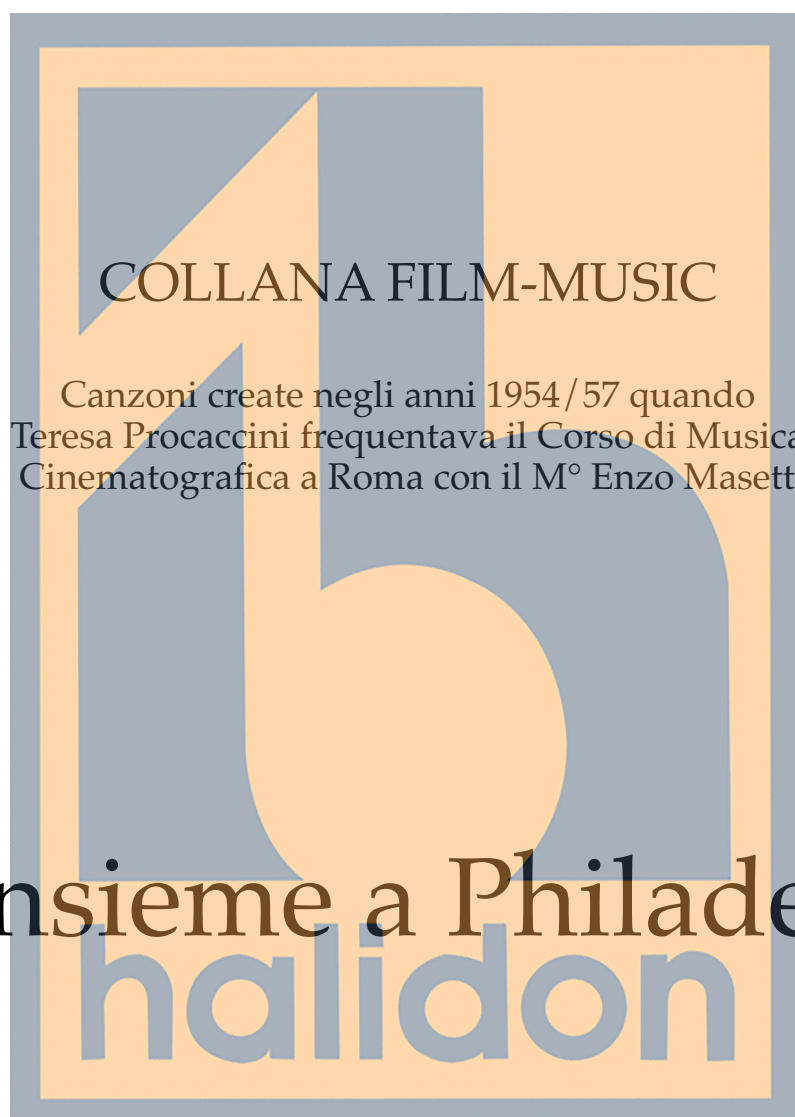 COLLANA FILM-MUSIC
Canzoni create negli anni 1954/57 quando
Teresa Procaccini frequentava il Corso di Musica
Cinematografica a Roma con il M° Enzo Masett
nsieme a Philade
halidon